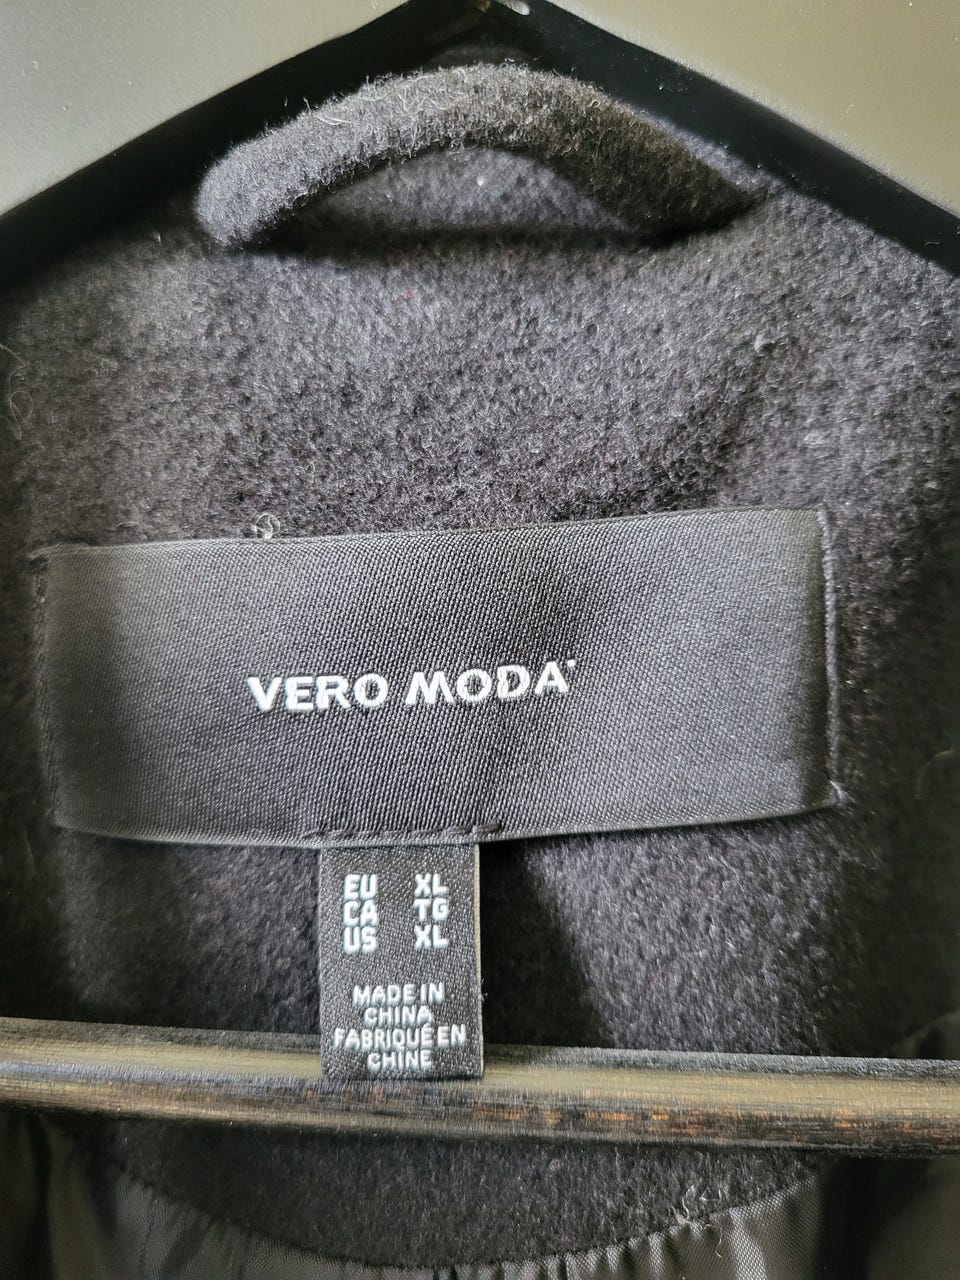 VERO MODA
EU XL
CA TG
US XL
MADE IN
CHINA
FABRIQUÉ EN
CHINE